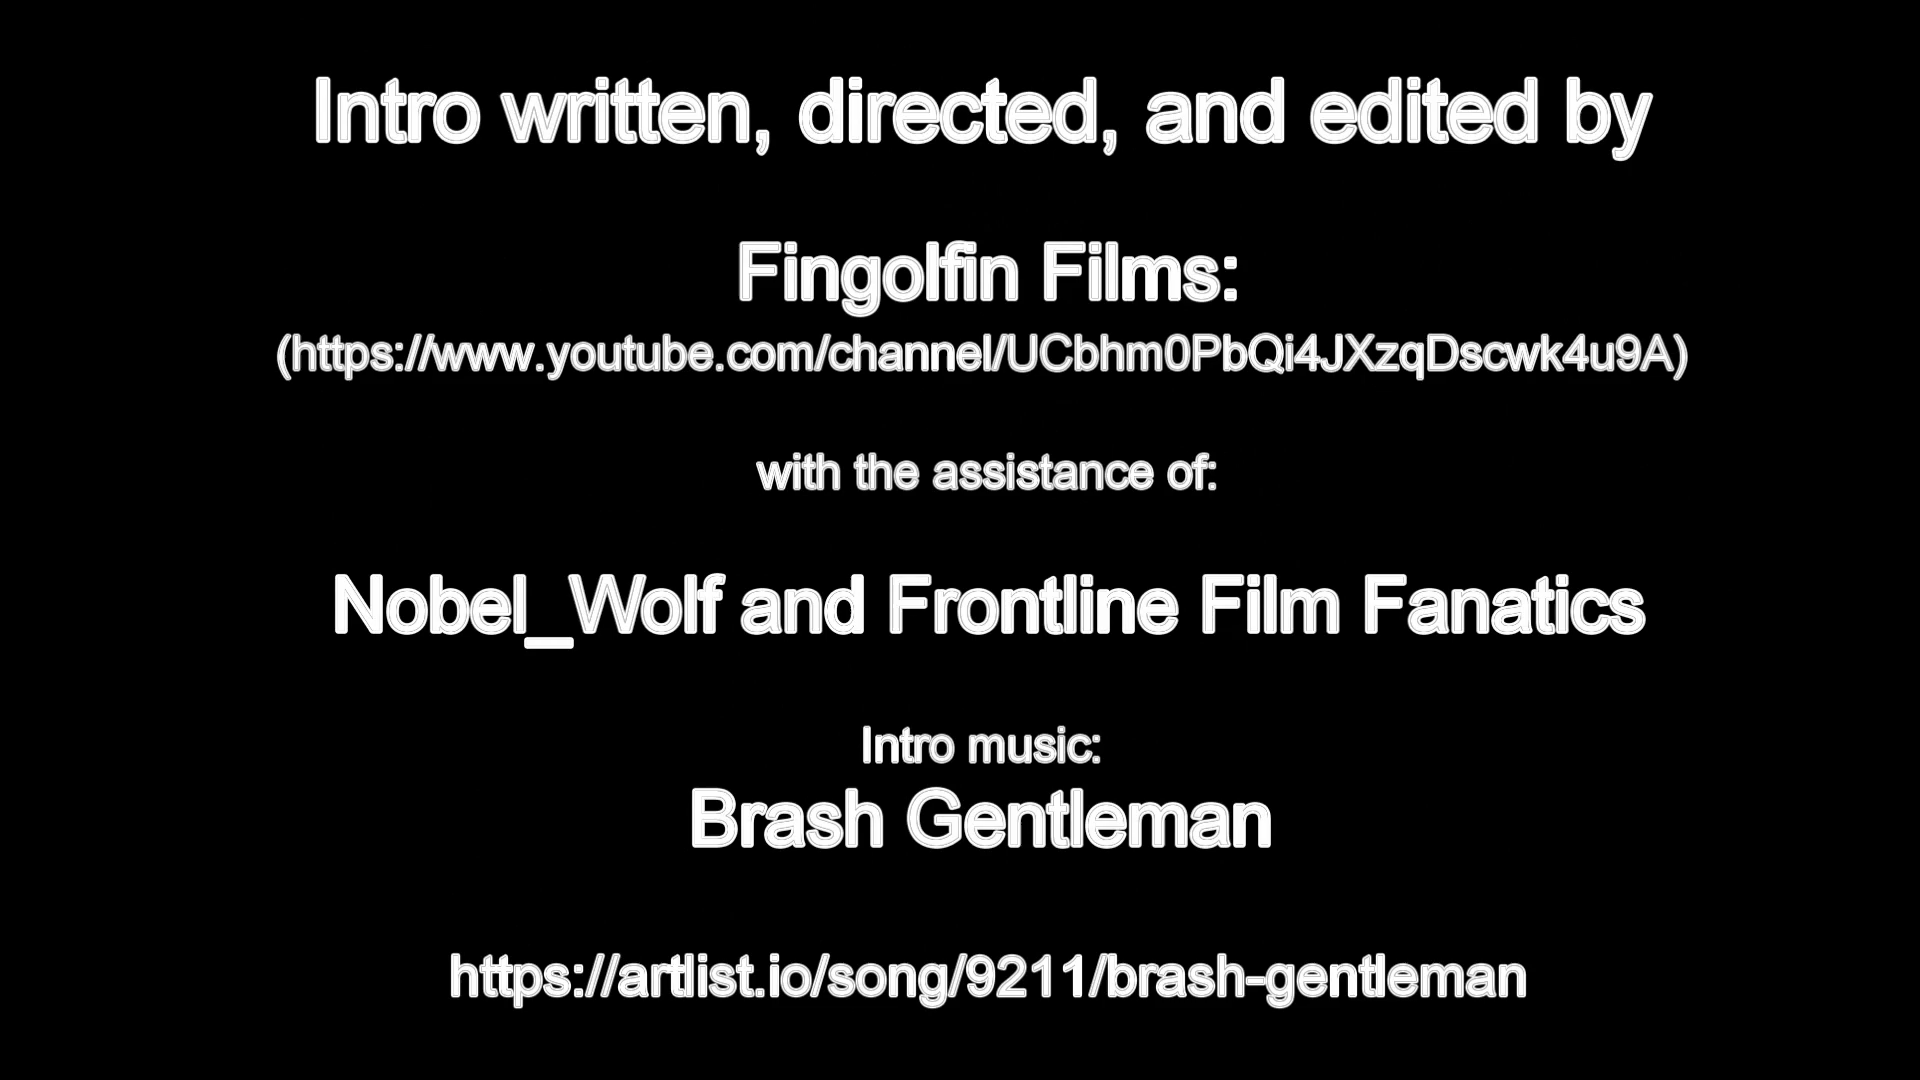 Intro written, directed, and edited by
Fingolfin Films:
(https://www.youtube.com/channel/UCbhm0PbQi4JXzqDscwk4u9A)
with the assistance of:
Nobel_Wolf and Frontline Film Fanatics
Intro music:
Brash Gentleman
https://artlist.io/song/9211/brash-gentleman